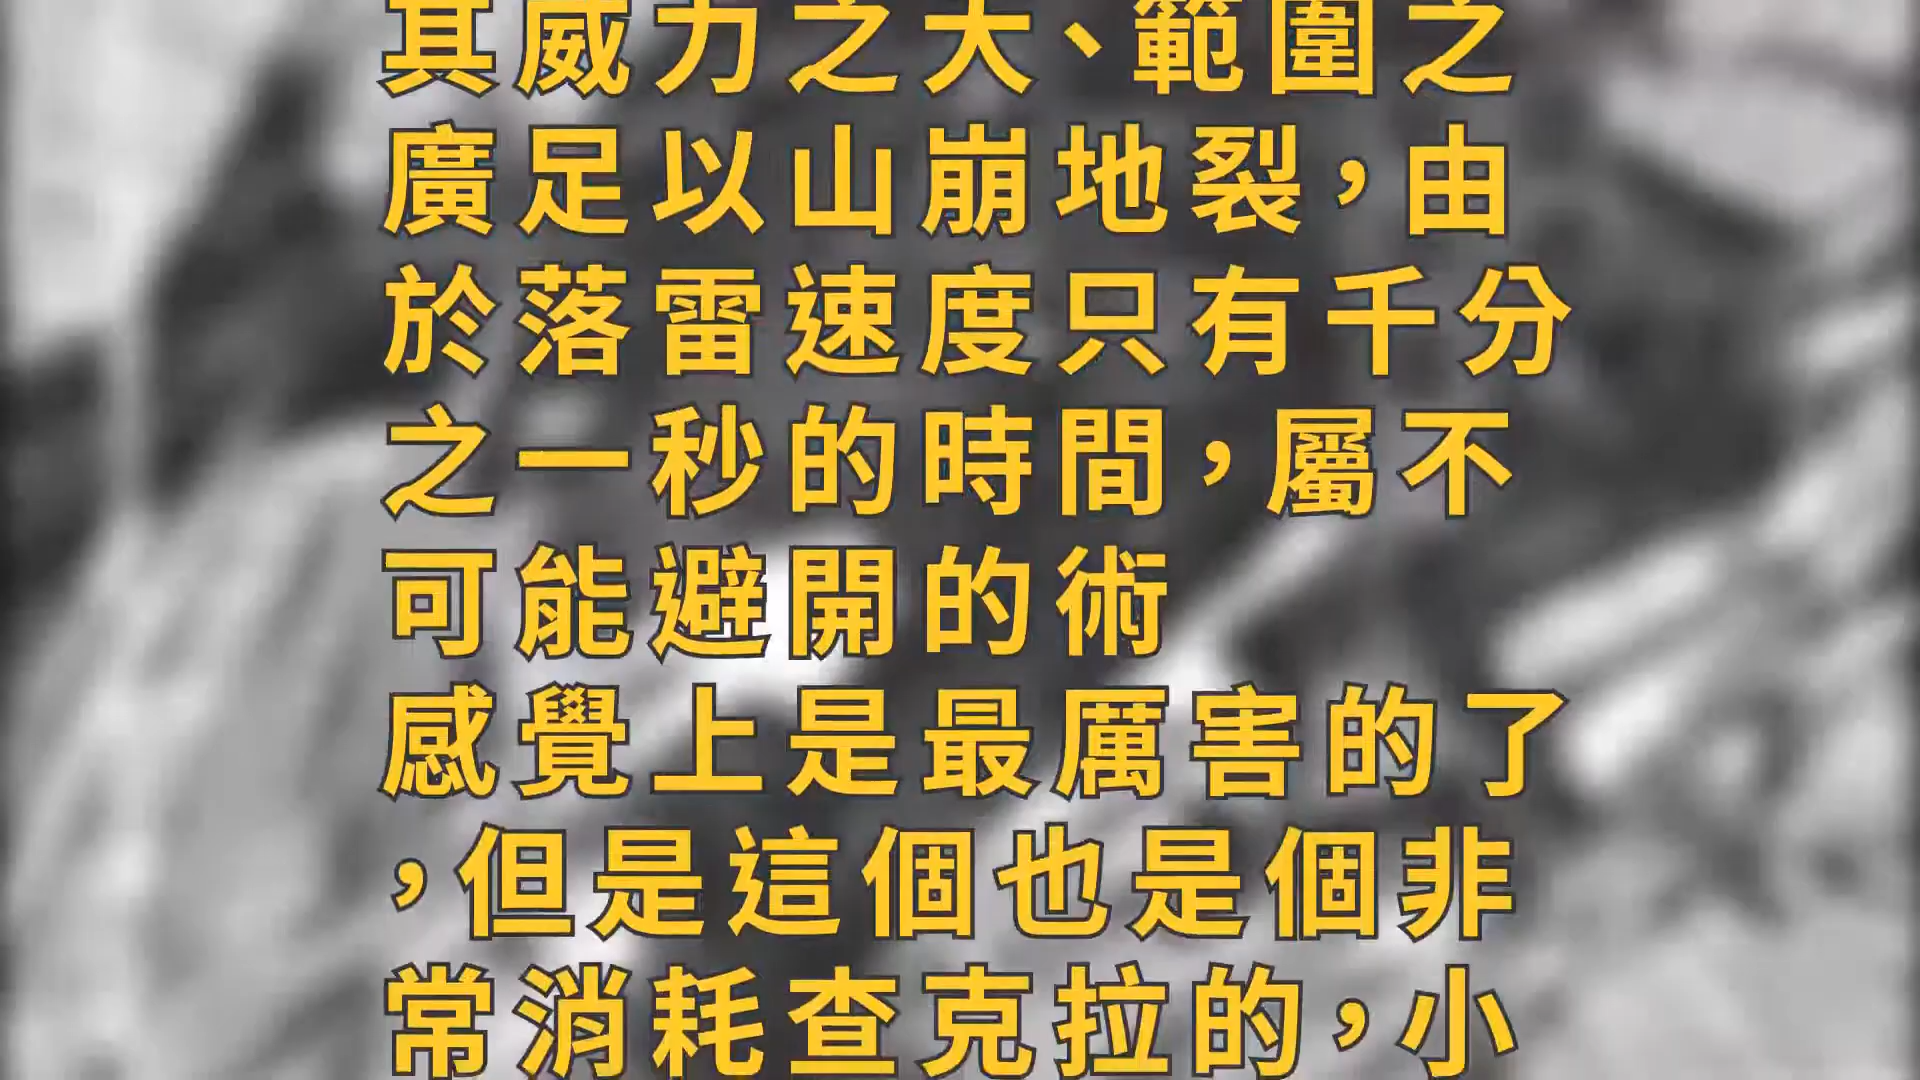 其威力之大、範圍之
廣足以山崩地裂，由
於落雷速度只有千分
之一秒的時間，屬不
可能避開的術
感覺上是最厲害的了
，但是這個也是個非
常消耗查克拉的，小